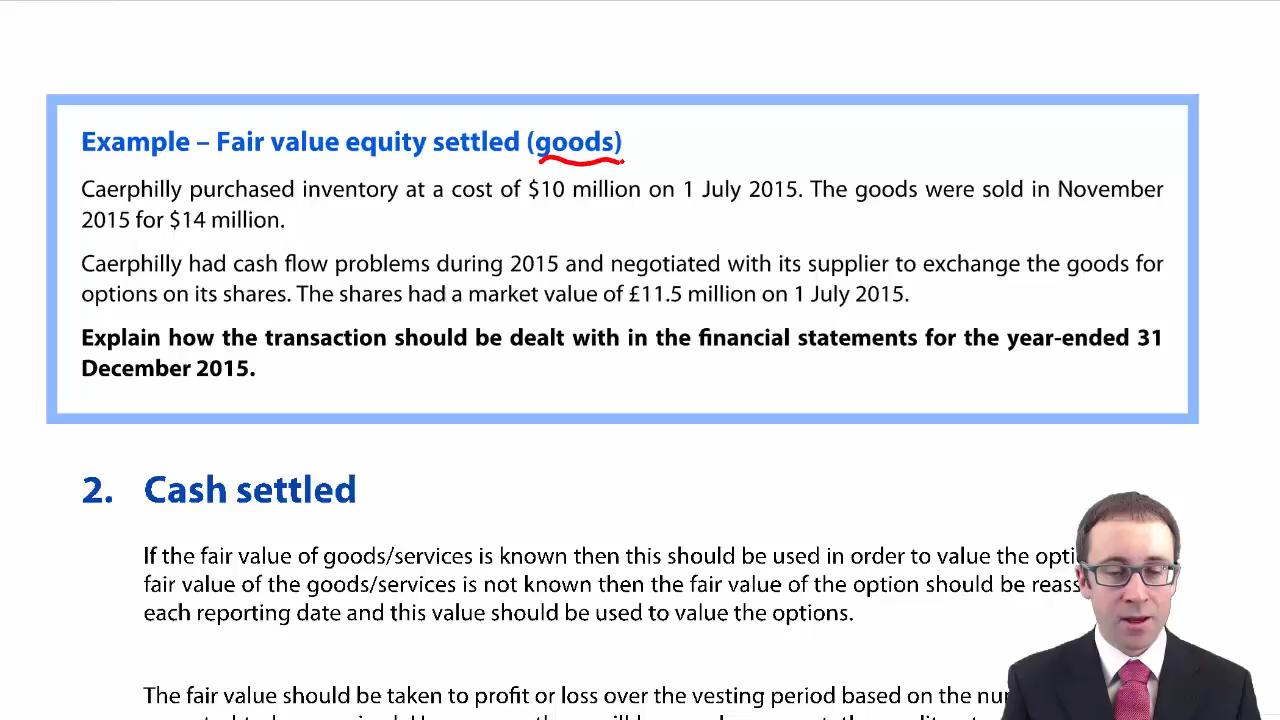 Example – Fair value equity settled (goods)
Caerphilly purchased inventory at a cost of $10 million on 1 July 2015. The goods were sold in November
2015 for $14 million.
Caerphilly had cash flow problems during 2015 and negotiated with its supplier to exchange the goods for
options on its shares. The shares had a market value of £11.5 million on 1 July 2015.
Explain how the transaction should be dealt with in the financial statements for the year-ended 31
December 2015.
2. Cash settled
If the fair value of goods/services is known then this should be used in order to value the
fair value of the goods/services is not known then the fair value of the option should be
each reporting date and this value should be used to value the options.
The fair value should be taken to profit or loss over the vesting period based on the